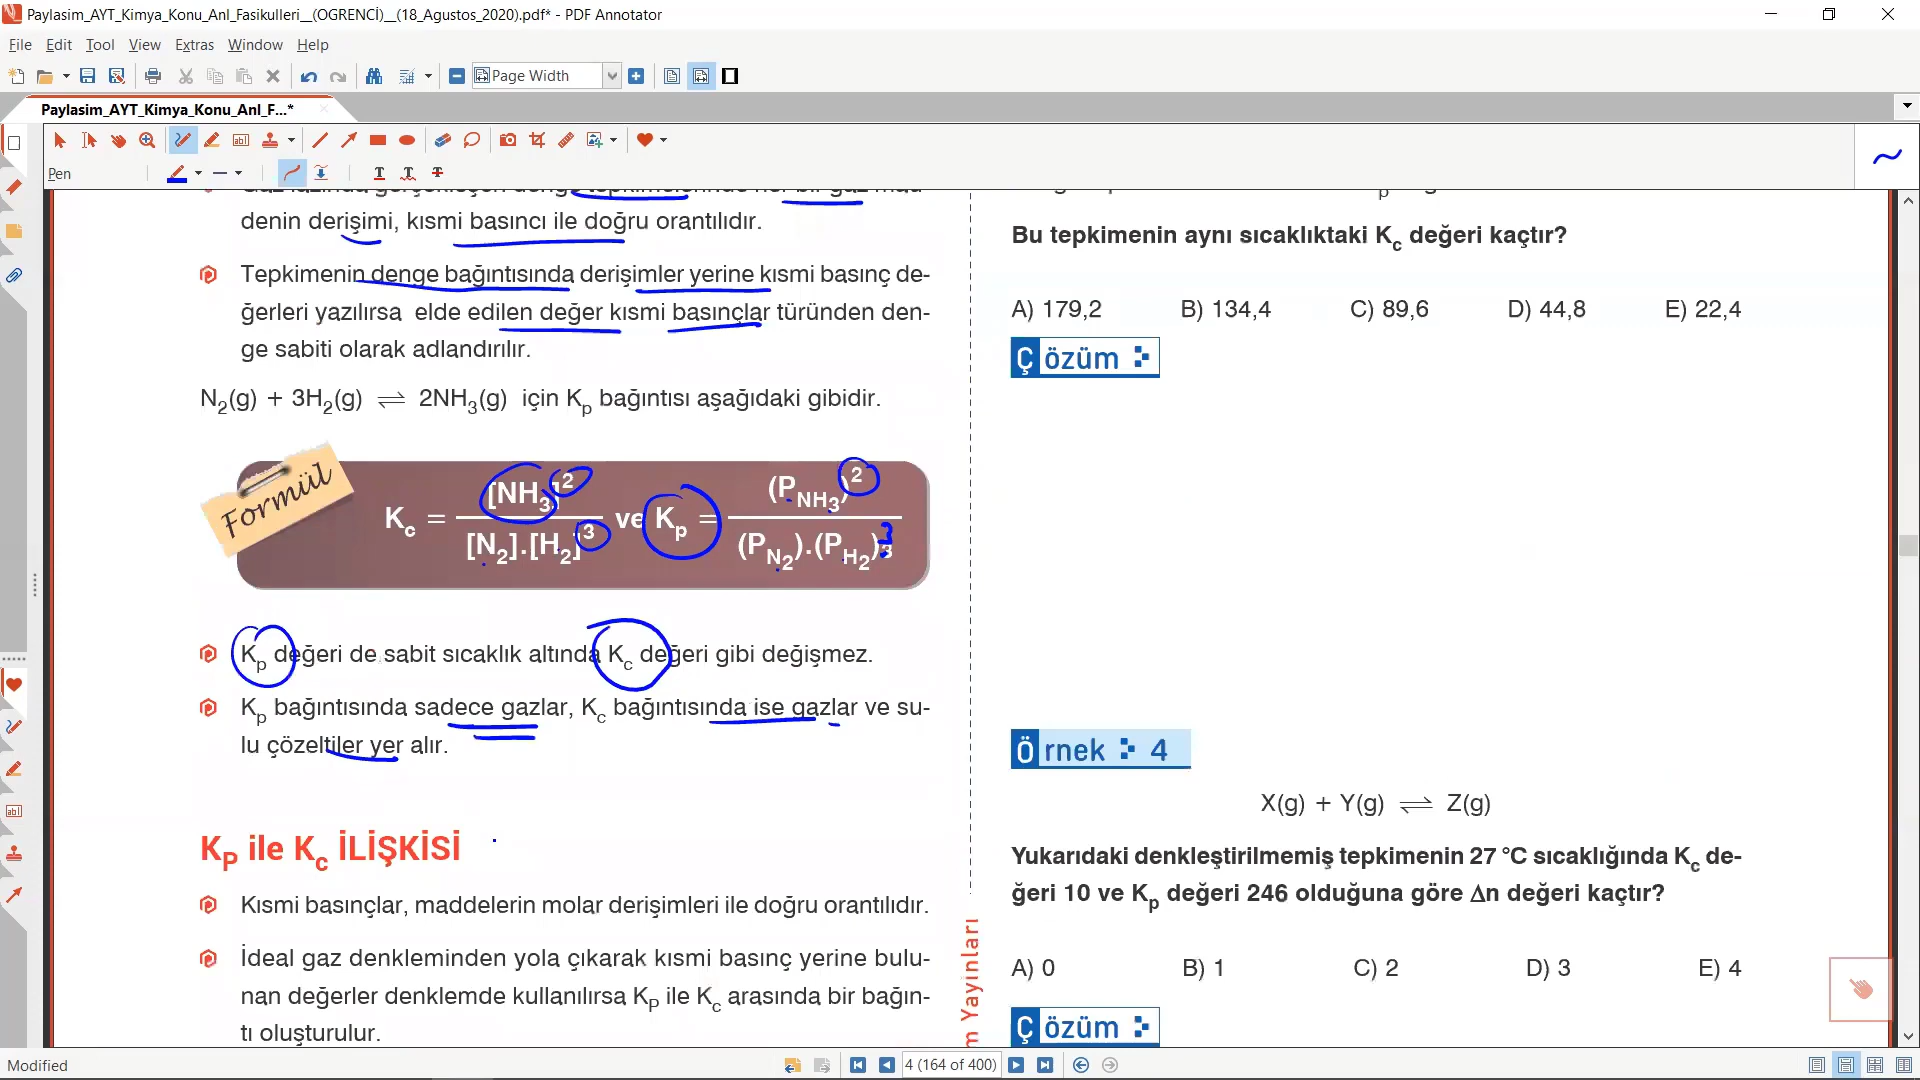 Paylasim_AYT_Kimya_Konu_Anl_Fasikulleri__(OGRENCİ)__(18_Agustos_2020).pdf* - PDF Annotator
File Edit Tool View Extras Window Help
Page Width
Paylasim_AYT_Kimya_Konu_Anl_F...*
Pen
denin derişimi, kısmi basıncı ile doğru orantılıdır.
Tepkimenin denge bağıntısında derişimler yerine kısmi basınç de-
ğerleri yazılırsa elde edilen değer kısmi basınçlar türünden den-
ge sabiti olarak adlandırılır.
N2(g) + 3H2(g) ⇌ 2NH3(g) için Kp bağıntısı aşağıdaki gibidir.
Formül
Kc = [NH3]2 / [N2].[H2]3 ve Kp = (PNH3)2 / (PN2).(PH2)3
Kp değeri de sabit sıcaklık altında Kc değeri gibi değişmez.
Kp bağıntısında sadece gazlar, Kc bağıntısında ise gazlar ve su-
lu çözeltiler yer alır.
KP ile Kc İLİŞKİSİ
Kısmi basınçlar, maddelerin molar derişimleri ile doğru orantılıdır.
İdeal gaz denkleminden yola çıkarak kısmi basınç yerine bulu-
nan değerler denklemde kullanılırsa KP ile Kc arasında bir bağın-
tı oluşturulur.
m Yayınları
Bu tepkimenin aynı sıcaklıktaki Kc değeri kaçtır?
A) 179,2 B) 134,4 C) 89,6 D) 44,8 E) 22,4
Çözüm
Örnek 4
X(g) + Y(g) ⇌ Z(g)
Yukarıdaki denkleştirilmemiş tepkimenin 27 °C sıcaklığında Kc de-
ğeri 10 ve Kp değeri 246 olduğuna göre Δn değeri kaçtır?
A) 0 B) 1 C) 2 D) 3 E) 4
Çözüm
Modified
4 (164 of 400)